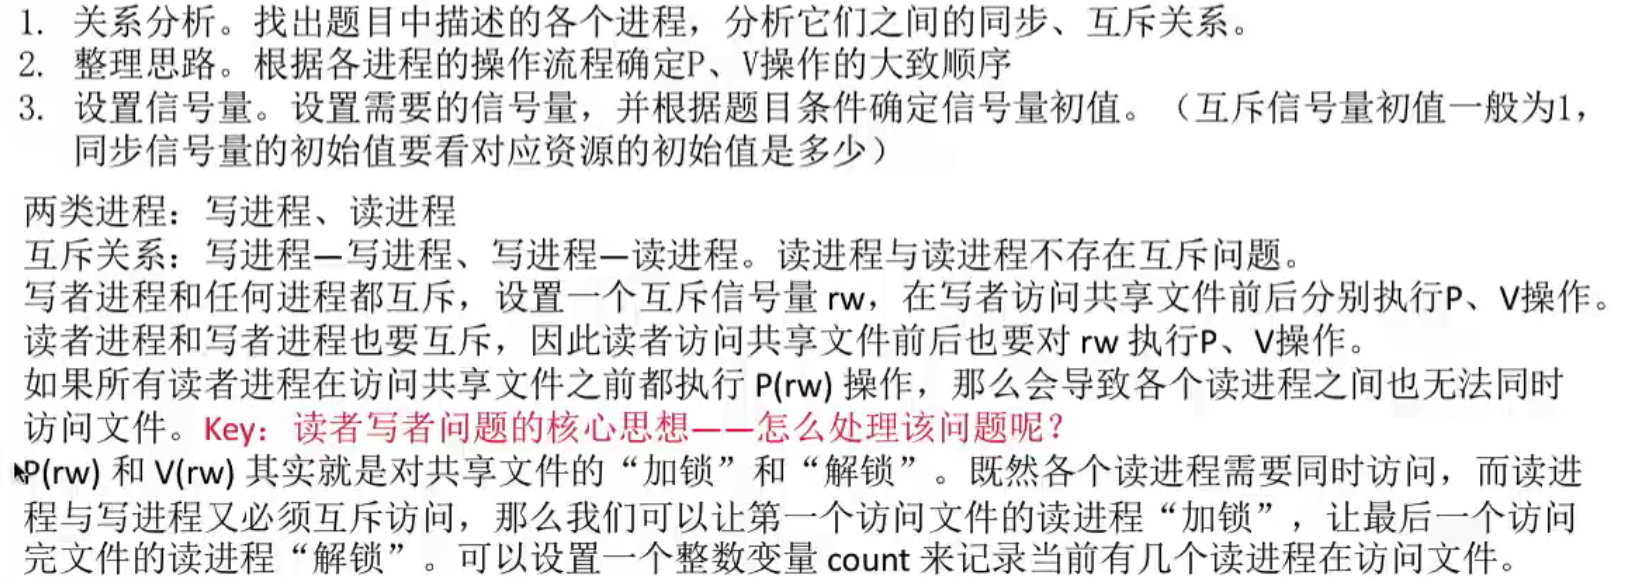 1. 关系分析。找出题目中描述的各个进程，分析它们之间的同步、互斥关系。
2. 整理思路。根据各进程的操作流程确定P、V操作的大致顺序
3. 设置信号量。设置需要的信号量，并根据题目条件确定信号量初值。（互斥信号量初值一般为1，
同步信号量的初始值要看对应资源的初始值是多少）
两类进程：写进程、读进程
互斥关系：写进程—写进程、写进程—读进程。读进程与读进程不存在互斥问题。
写者进程和任何进程都互斥，设置一个互斥信号量 rw，在写者访问共享文件前后分别执行P、V操作。
读者进程和写者进程也要互斥，因此读者访问共享文件前后也要对 rw 执行P、V操作。
如果所有读者进程在访问共享文件之前都执行 P(rw) 操作，那么会导致各个读进程之间也无法同时
访问文件。Key：读者写者问题的核心思想——怎么处理该问题呢？
P(rw) 和 V(rw) 其实就是对共享文件的“加锁”和“解锁”。既然各个读进程需要同时访问，而读进
程与写进程又必须互斥访问，那么我们可以让第一个访问文件的读进程“加锁”，让最后一个访问
完文件的读进程“解锁”。可以设置一个整数变量 count 来记录当前有几个读进程在访问文件。